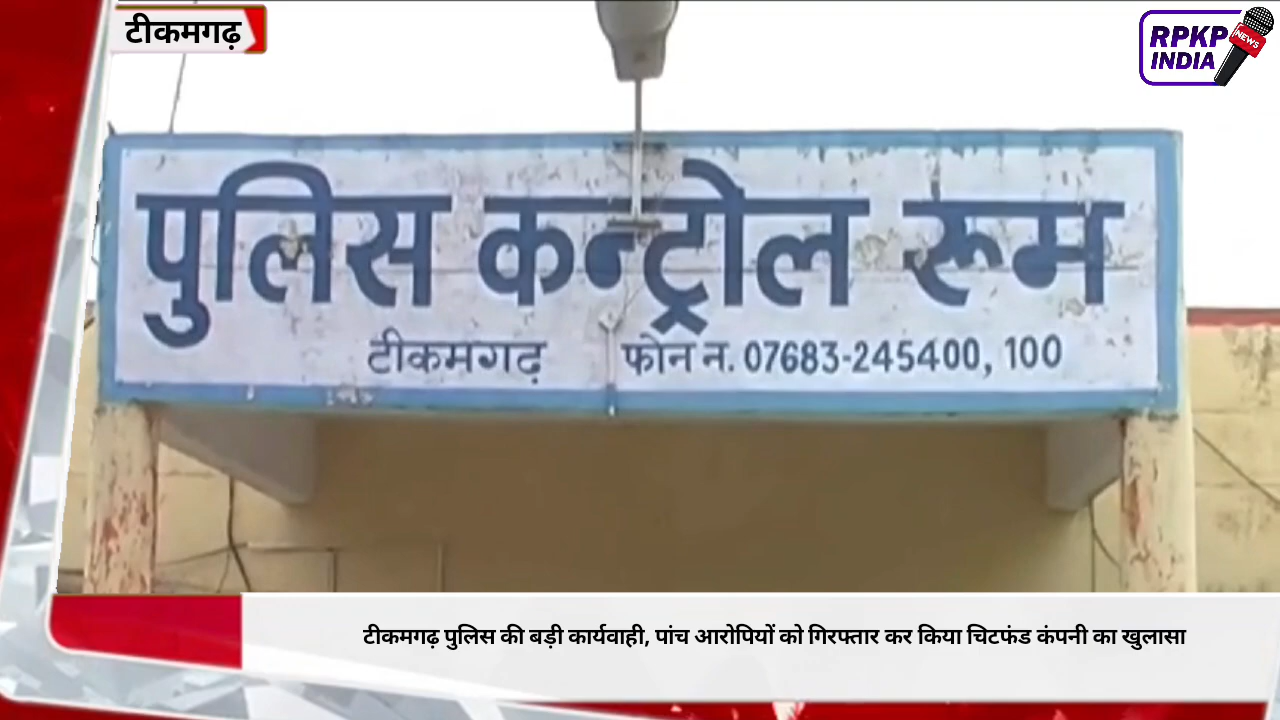 टीकमगढ़
RPKP
INDIA
NEWS
पुलिस कन्ट्रोल रूम
टीकमगढ़ फोन न. 07683-245400, 100
टीकमगढ़ पुलिस की बड़ी कार्यवाही, पांच आरोपियों को गिरफ्तार कर किया चिटफंड कंपनी का खुलासा